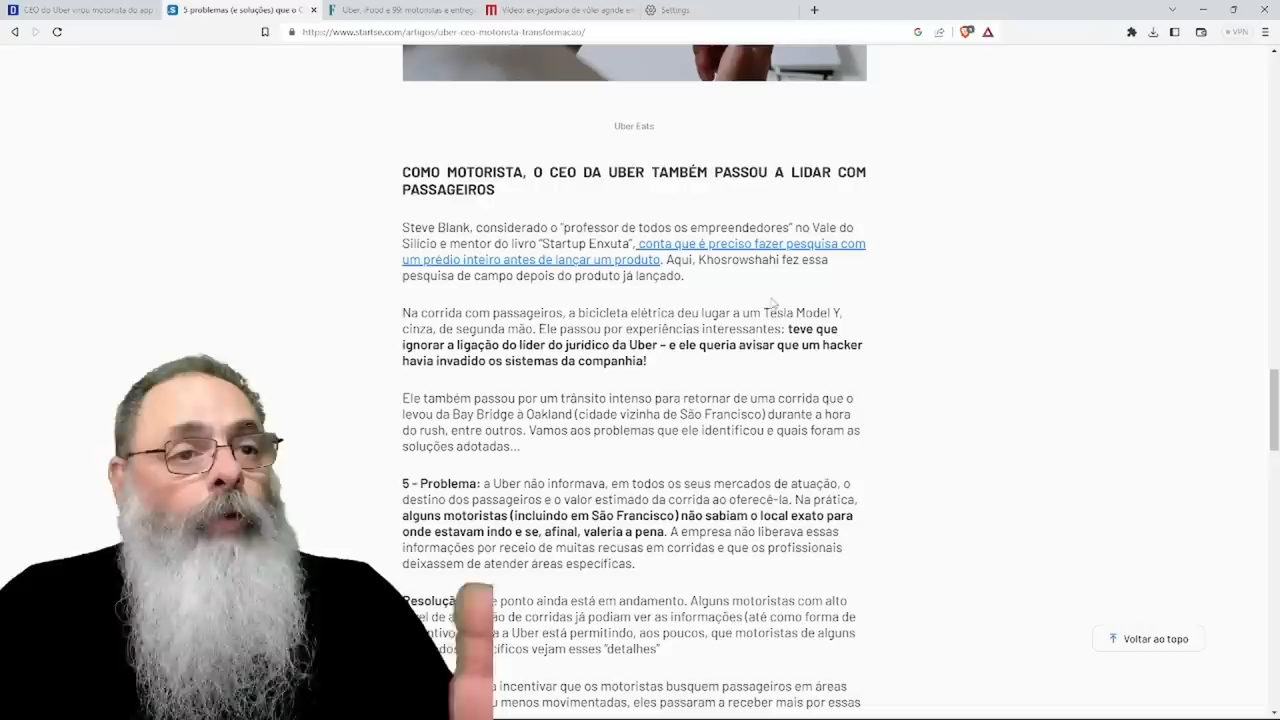 CEO do Uber virou motorista do app
5 problemas (e soluções) que o C
Uber, iFood e 99: motoristas e entreg
Vídeo: ex-jogadora de vôlei agride en
Settings
https://www.startse.com/artigos/uber-ceo-motorista-transformacao/
VPN
Uber Eats
COMO MOTORISTA, O CEO DA UBER TAMBÉM PASSOU A LIDAR COM
PASSAGEIROS
Steve Blank, considerado o “professor de todos os empreendedores” no Vale do
Silício e mentor do livro “Startup Enxuta”, conta que é preciso fazer pesquisa com
um prédio inteiro antes de lançar um produto. Aqui, Khosrowshahi fez essa
pesquisa de campo depois do produto já lançado.
Na corrida com passageiros, a bicicleta elétrica deu lugar a um Tesla Model Y,
cinza, de segunda mão. Ele passou por experiências interessantes: teve que
ignorar a ligação do líder do jurídico da Uber – e ele queria avisar que um hacker
havia invadido os sistemas da companhia!
Ele também passou por um trânsito intenso para retornar de uma corrida que o
levou da Bay Bridge à Oakland (cidade vizinha de São Francisco) durante a hora
do rush, entre outros. Vamos aos problemas que ele identificou e quais foram as
soluções adotadas...
5 - Problema: a Uber não informava, em todos os seus mercados de atuação, o
destino dos passageiros e o valor estimado da corrida ao oferecê-la. Na prática,
alguns motoristas (incluindo em São Francisco) não sabiam o local exato para
onde estavam indo e se, afinal, valeria a pena. A empresa não liberava essas
informações por receio de muitas recusas em corridas e que os profissionais
deixassem de atender áreas específicas.
ponto ainda está em andamento. Alguns motoristas com alto
de corridas já podiam ver as informações (até como forma de
a Uber está permitindo, aos poucos, que motoristas de alguns
vejam esses "detalhes"
incentivar que os motoristas busquem passageiros em áreas
menos movimentadas, eles passaram a receber mais por essas
Voltar ao topo